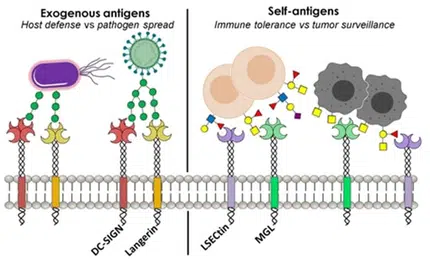 Exogenous antigens
Host defense vs pathogen spread
Self-antigens
Immune tolerance vs tumor surveillance
DC-SIGN
Langerin
LSECtin
MGL